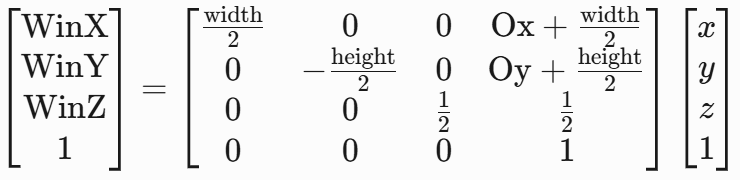 WinX width/2 0 0 Ox + width/2 x
WinY 0 -height/2 0 Oy + height/2 y
WinZ = 0 0 1/2 1/2 z
1 0 0 0 1 1